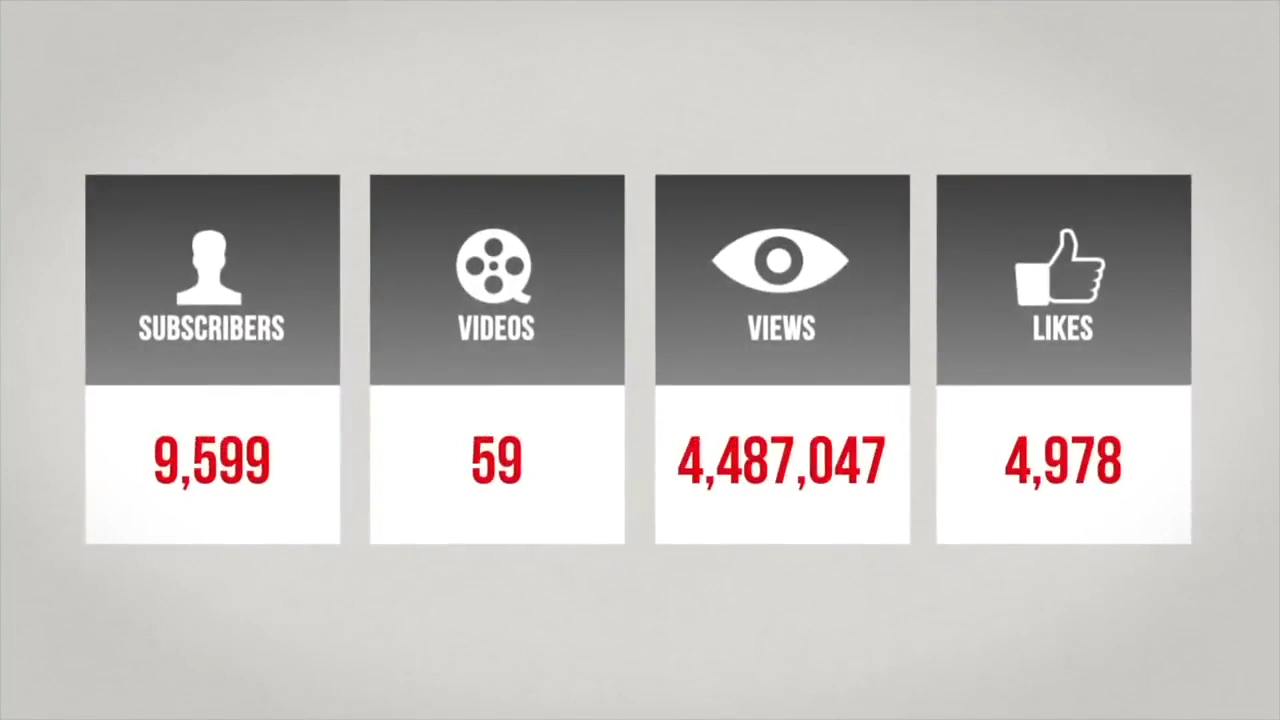 SUBSCRIBERS
9,599
VIDEOS
59
VIEWS
4,487,047
LIKES
4,978